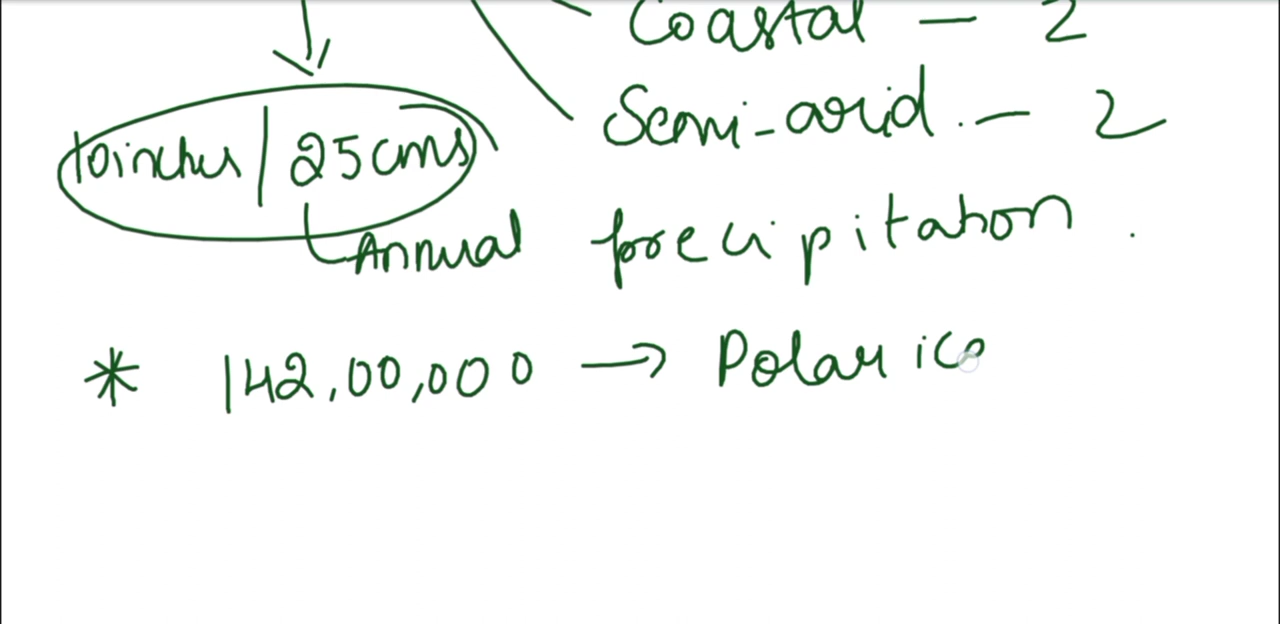 Coastal — 2
Semi-arid. — 2
10inches | 25cms
Annual precipitation.
* 142,00,000 → Polar ice